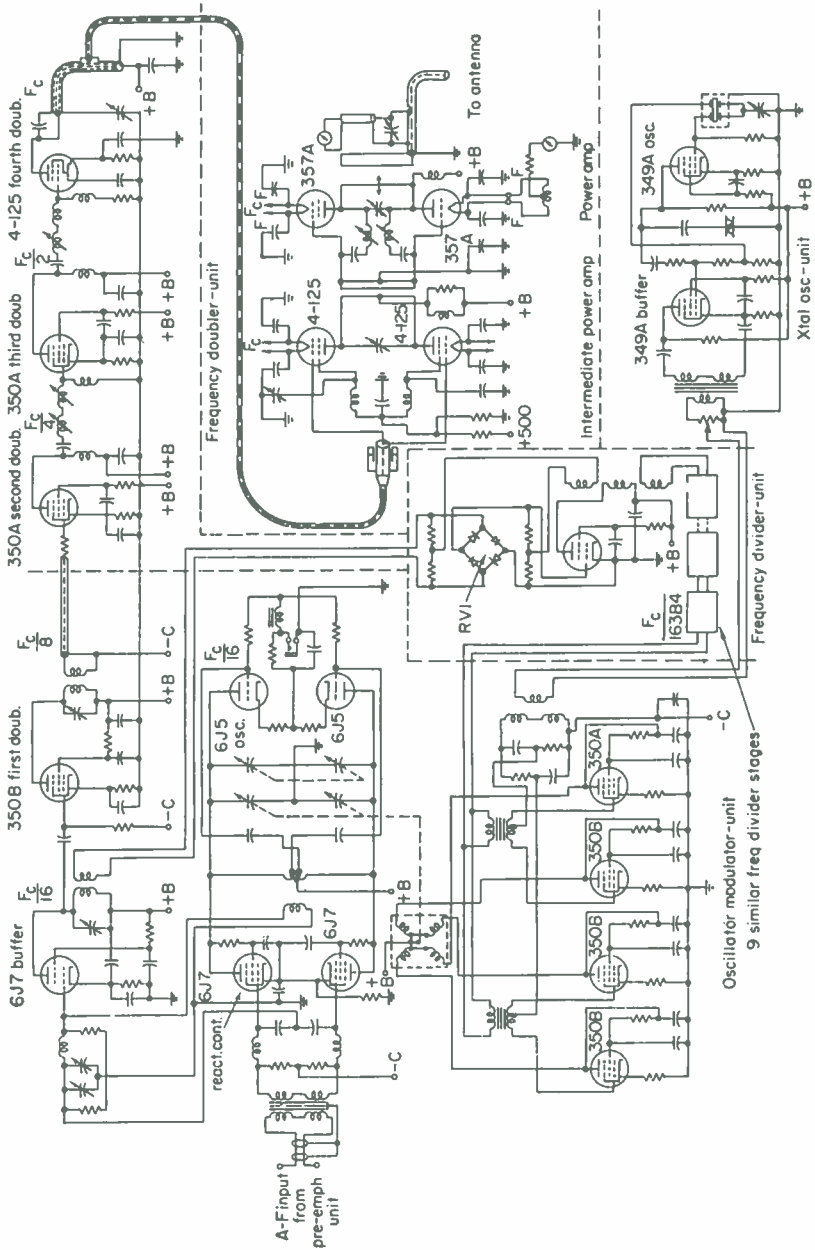 6J7 buffer
Fc/16
+B
350B first doub.
-C
+B
-C
Fc/8
350A second doub.
+B
+B
Fc/4
350A third doub
+B
+B
Fc/2
4-125 fourth doub.
Fc
+B
Frequency doubler-unit
A-F input
from
pre-emph
unit
react.cont.
6J7
6J7
-C
+B
+B
6J5
osc.
Fc/16
6J5
4-125
Fc
4-125
+B
+500
Intermediate power amp
357A
Fc
F
F
357
A
+B
F
F
Power amp
To antenna
RV1
+B
Fc/163B4
Frequency divider-unit
350B
350B
350B
350A
-C
Oscillator modulator-unit
9 similar freq divider stages
349A buffer
349A osc.
+B
Xtal osc-unit